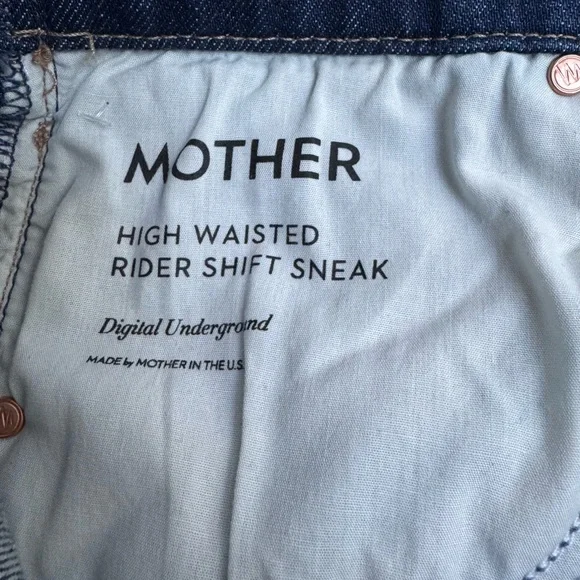 MOTHER
HIGH WAISTED
RIDER SHIFT SNEAK
Digital Underground
MADE by MOTHER IN THE U.S.